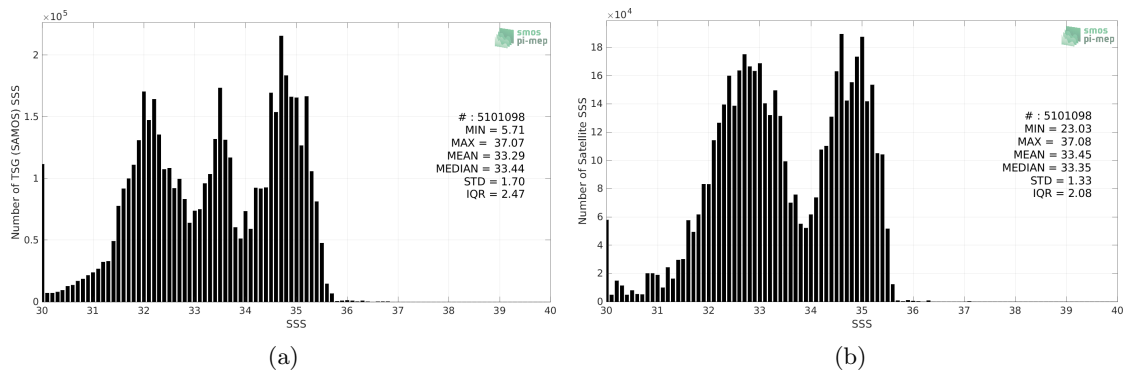 ×10⁵
smos
pi-mep
2
1.5
1
0.5
0
Number of TSG (SAMOS) SSS
# : 5101098
MIN = 5.71
MAX = 37.07
MEAN = 33.29
MEDIAN = 33.44
STD = 1.70
IQR = 2.47
30 31 32 33 34 35 36 37 38 39 40
SSS
(a)
×10⁴
smos
pi-mep
18
16
14
12
10
8
6
4
2
0
Number of Satellite SSS
# : 5101098
MIN = 23.03
MAX = 37.08
MEAN = 33.45
MEDIAN = 33.35
STD = 1.33
IQR = 2.08
30 31 32 33 34 35 36 37 38 39 40
SSS
(b)